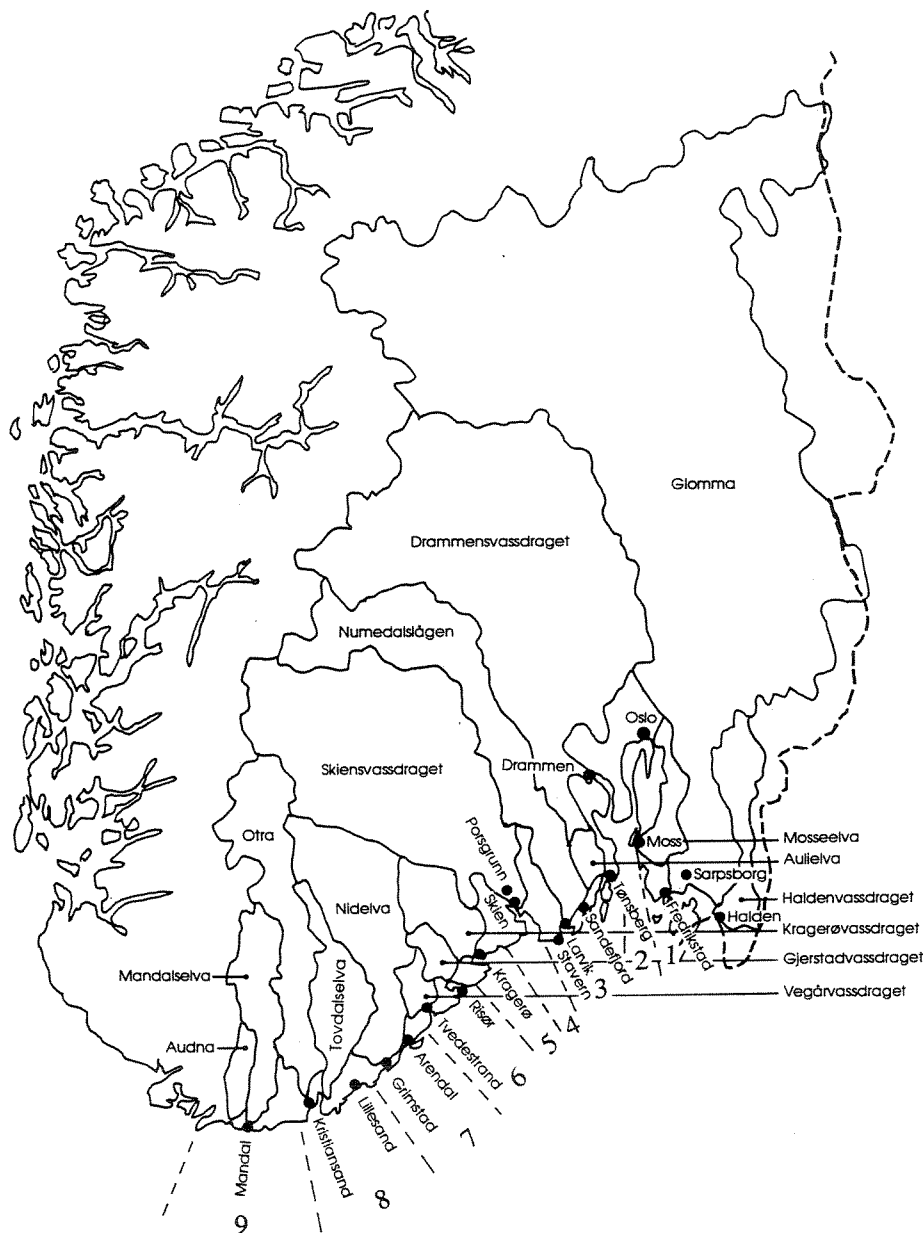 Glomma
Drammensvassdraget
Numedalslågen
Oslo
Drammen
Skiensvassdraget
Otra
Porsgrunn
Skien
Moss
Mosseelva
Aulielva
Sarpsborg
Nidelva
Tønsberg
Fredrikstad
Halden
Haldenvassdraget
Sandefjord
Larvik
Stavern
Kragerøvassdraget
Gjerstadvassdraget
Mandalselva
Tovdalselva
Kragerø
Risør
Vegårvassdraget
Tvedestrand
Audna
Arendal
Grimstad
Lillesand
Kristiansand
Mandal
1
2
3
4
5
6
7
8
9